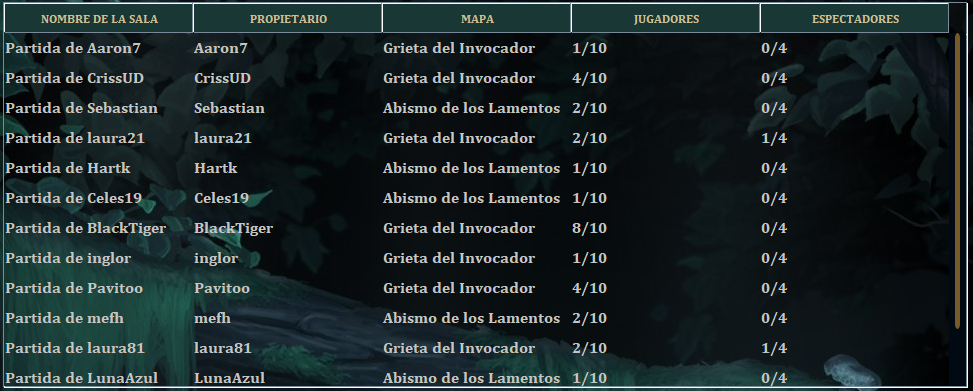 NOMBRE DE LA SALA PROPIETARIO MAPA JUGADORES ESPECTADORES
Partida de Aaron7 Aaron7 Grieta del Invocador 1/10 0/4
Partida de CrissUD CrissUD Grieta del Invocador 4/10 0/4
Partida de Sebastian Sebastian Abismo de los Lamentos 2/10 0/4
Partida de laura21 laura21 Grieta del Invocador 2/10 1/4
Partida de Hartk Hartk Abismo de los Lamentos 1/10 0/4
Partida de Celes19 Celes19 Abismo de los Lamentos 1/10 0/4
Partida de BlackTiger BlackTiger Grieta del Invocador 8/10 0/4
Partida de inglor inglor Grieta del Invocador 1/10 0/4
Partida de Pavitoo Pavitoo Grieta del Invocador 4/10 0/4
Partida de mefh mefh Abismo de los Lamentos 2/10 0/4
Partida de laura81 laura81 Grieta del Invocador 2/10 1/4
Partida de LunaAzul LunaAzul Abismo de los Lamentos 1/10 0/4